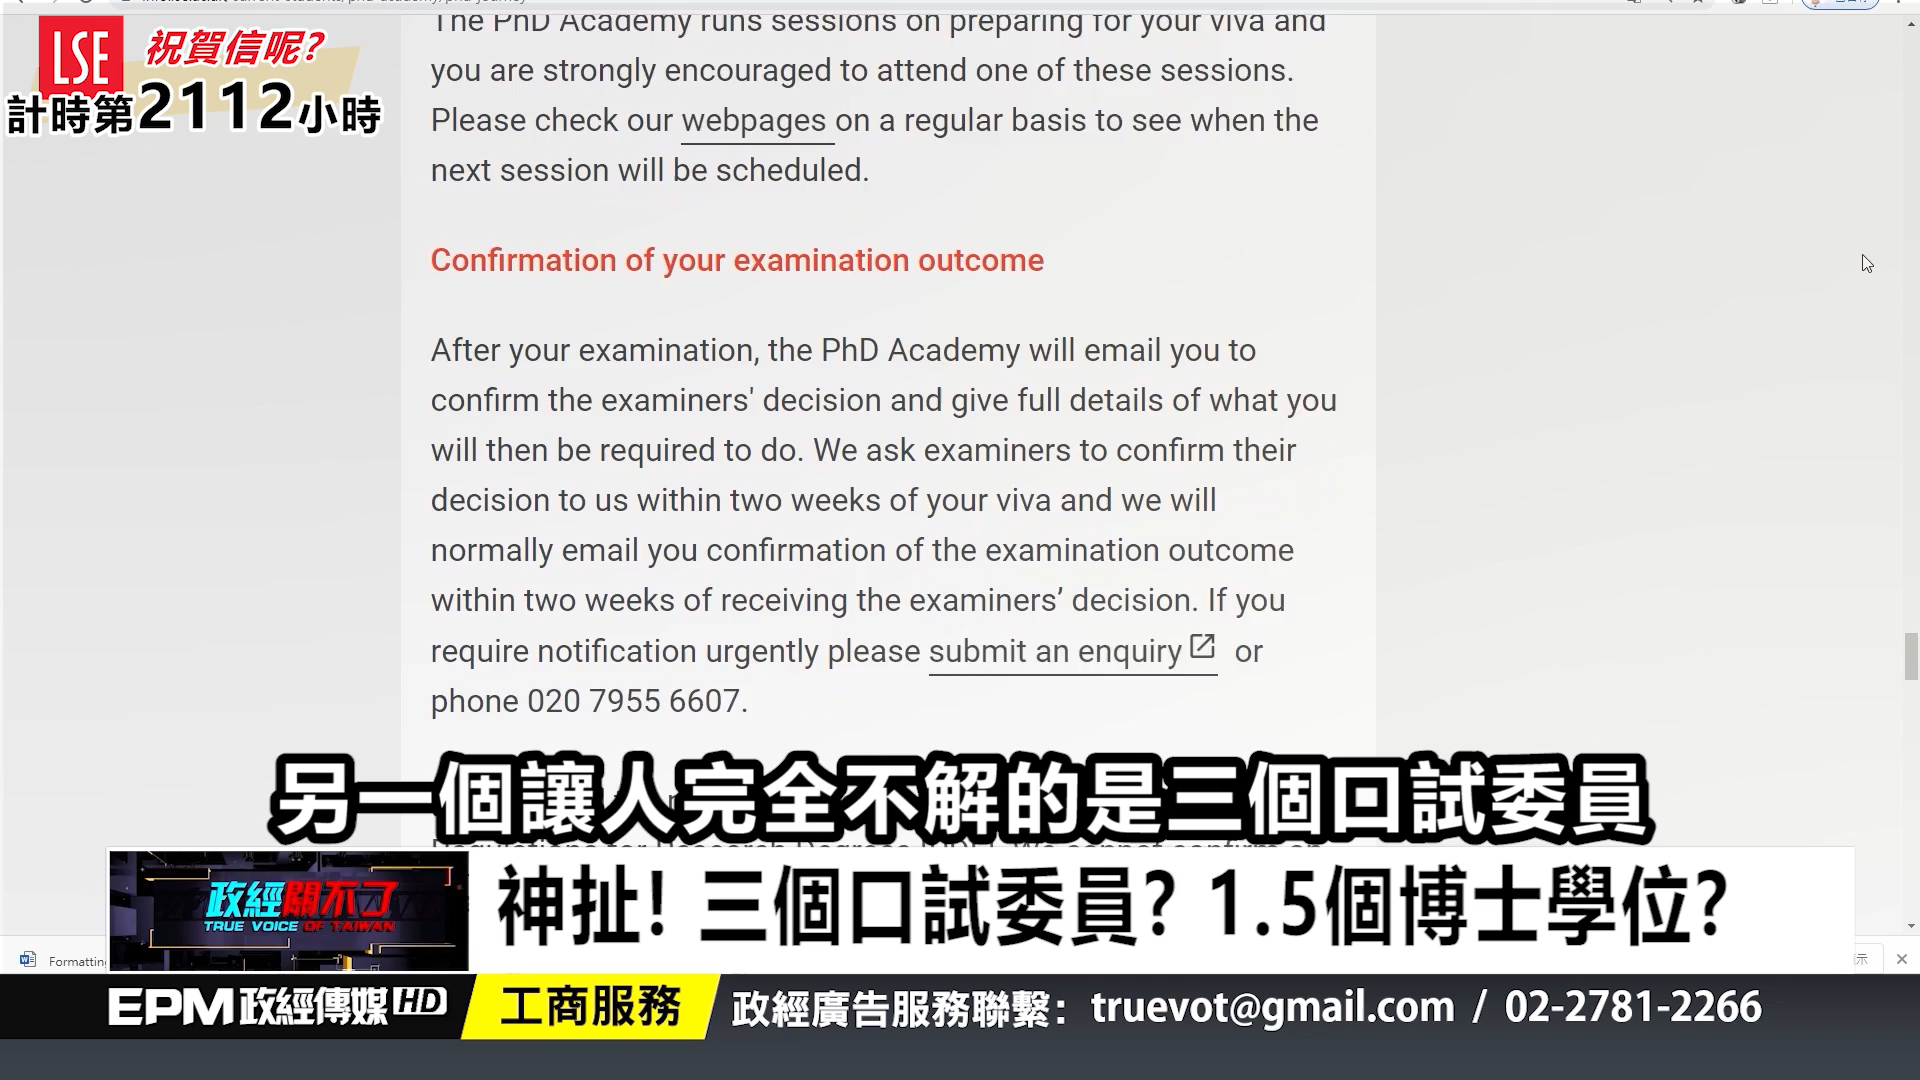 The PhD Academy runs sessions on preparing for your viva and
you are strongly encouraged to attend one of these sessions.
Please check our webpages on a regular basis to see when the
next session will be scheduled.
LSE 祝賀信呢?
計時第2112小時
Confirmation of your examination outcome
After your examination, the PhD Academy will email you to
confirm the examiners' decision and give full details of what you
will then be required to do. We ask examiners to confirm their
decision to us within two weeks of your viva and we will
normally email you confirmation of the examination outcome
within two weeks of receiving the examiners’ decision. If you
require notification urgently please submit an enquiry or
phone 020 7955 6607.
另一個讓人完全不解的是三個口試委員
政經關不了
TRUE VOICE OF TAIWAN
神扯! 三個口試委員? 1.5個博士學位?
Formatting
EPM政經傳媒HD 工商服務 政經廣告服務聯繫: truevot@gmail.com / 02-2781-2266